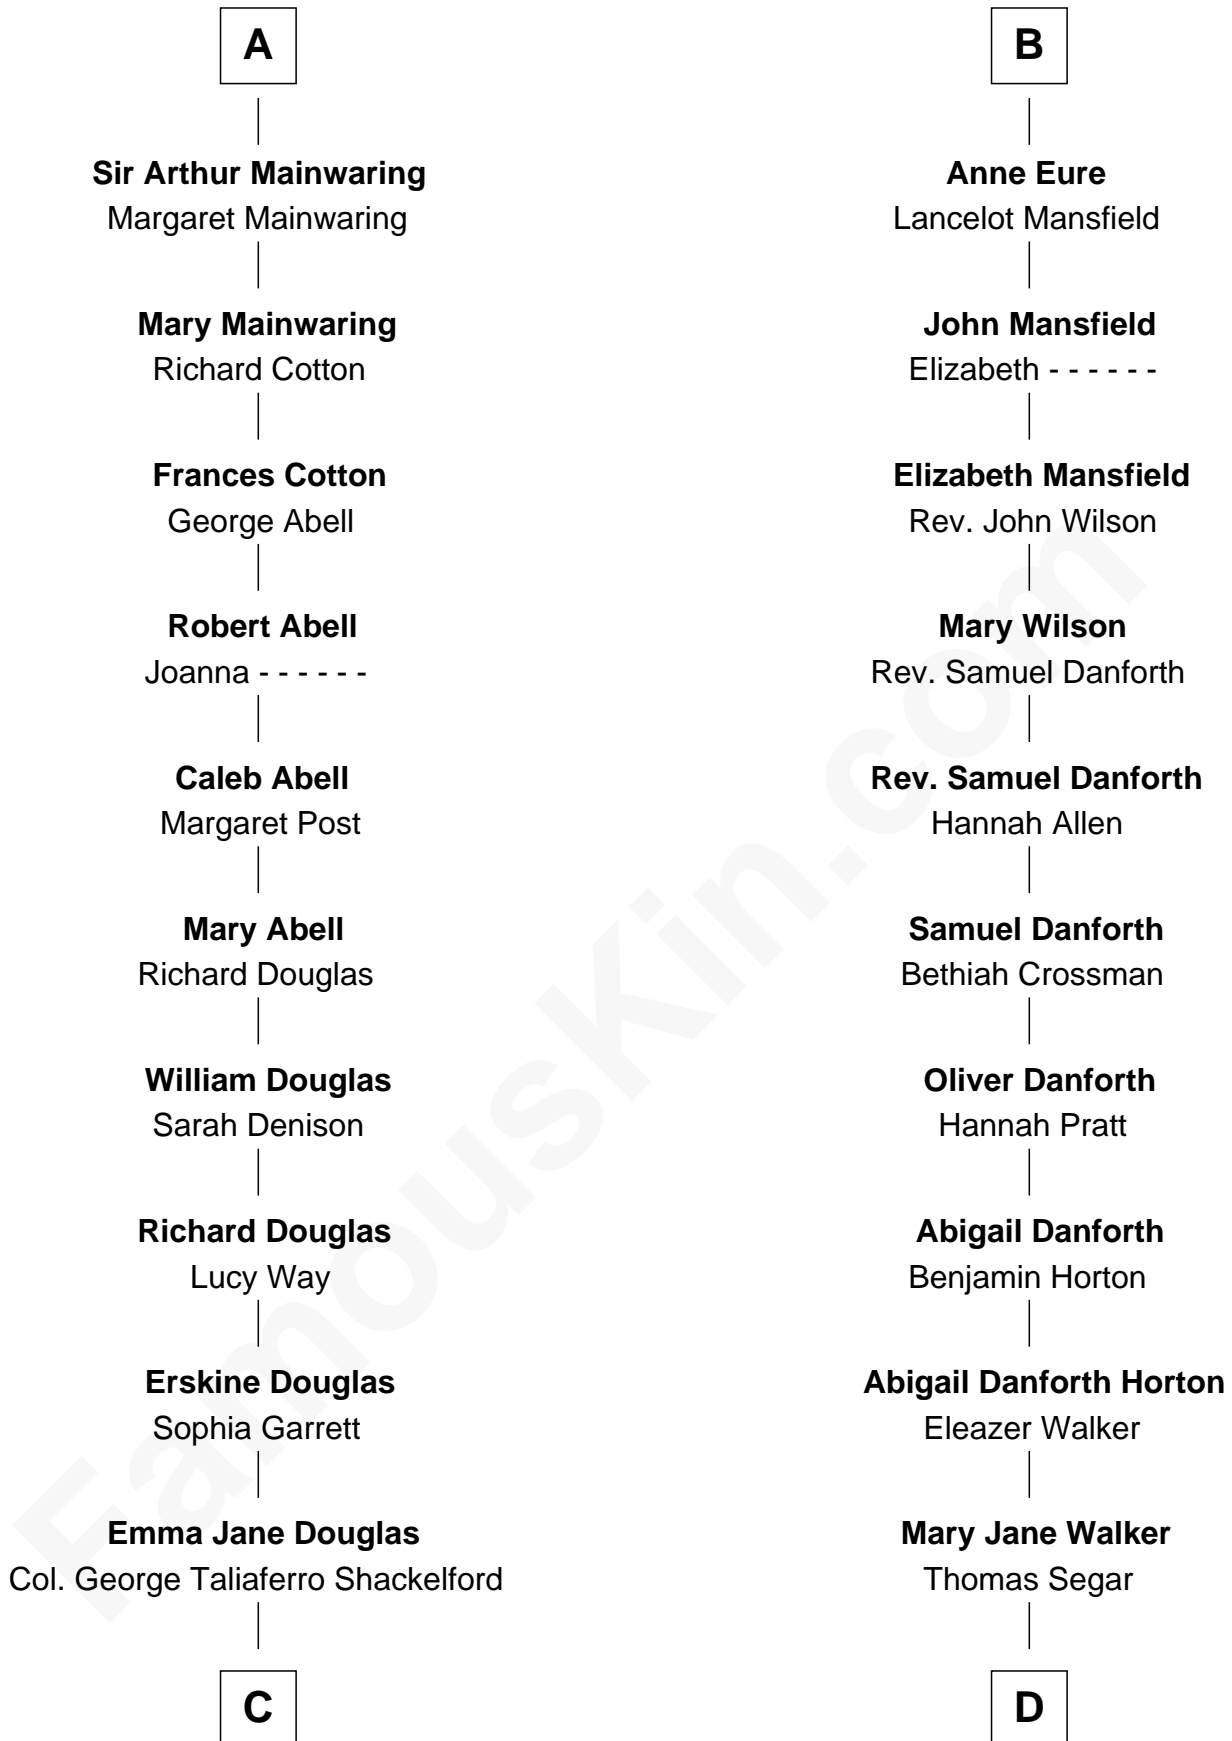 A
Sir Arthur Mainwaring
Margaret Mainwaring
Mary Mainwaring
Richard Cotton
Frances Cotton
George Abell
Robert Abell
Joanna - - - - - -
Caleb Abell
Margaret Post
Mary Abell
Richard Douglas
William Douglas
Sarah Denison
Richard Douglas
Lucy Way
Erskine Douglas
Sophia Garrett
Emma Jane Douglas
Col. George Taliaferro Shackelford
C
B
Anne Eure
Lancelot Mansfield
John Mansfield
Elizabeth - - - - - -
Elizabeth Mansfield
Rev. John Wilson
Mary Wilson
Rev. Samuel Danforth
Rev. Samuel Danforth
Hannah Allen
Samuel Danforth
Bethiah Crossman
Oliver Danforth
Hannah Pratt
Abigail Danforth
Benjamin Horton
Abigail Danforth Horton
Eleazer Walker
Mary Jane Walker
Thomas Segar
D
FamousKin.com